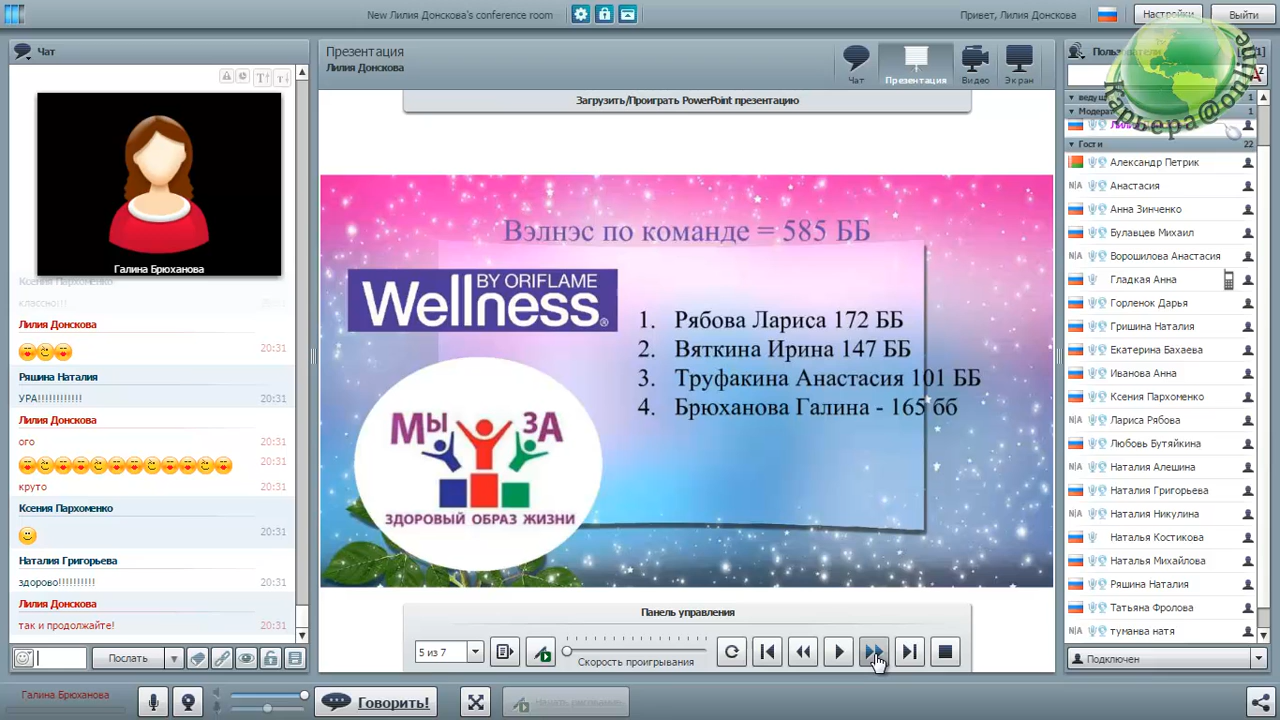 New Лилия Донскова's conference room
Привет, Лилия Донскова
Настройки
Выйти
Чат
Галина Брюханова
Ксения Пархоменко
классно!!!
Лилия Донскова
20:31
Ряшина Наталия
УРА!!!!!!!!!!!!
20:31
Лилия Донскова
ого
20:31
20:31
круто
20:31
Ксения Пархоменко
20:31
Наталия Григорьева
здорово!!!!!!!!!!
20:31
Лилия Донскова
так и продолжайте!
20:31
Послать
Презентация
Лилия Донскова
Чат
Презентация
Видео
Экран
Загрузить/Проиграть PowerPoint презентацию
Вэлнэс по команде = 585 ББ
BY ORIFLAME
Wellness®
1. Рябова Лариса 172 ББ
2. Вяткина Ирина 147 ББ
3. Труфакина Анастасия 101 ББ
4. Брюханова Галина - 165 бб
МЫ ЗА
ЗДОРОВЫЙ ОБРАЗ ЖИЗНИ
Панель управления
5 из 7
Скорость проигрывания
карьера@online
1
1
Гости
22
Александр Петрик
N\A Анастасия
Анна Зинченко
Булавцев Михаил
N\A Ворошилова Анастасия
Гладкая Анна
Горленок Дарья
Гришина Наталия
Екатерина Бахаева
Иванова Анна
Ксения Пархоменко
Лариса Рябова
Любовь Бутяйкина
N\A Наталия Алешина
Наталия Григорьева
N\A Наталия Никулина
Наталья Костикова
Наталья Михайлова
Ряшина Наталия
Татьяна Фролова
N\A туманва натя
Подключен
Галина Брюханова
Говорить!